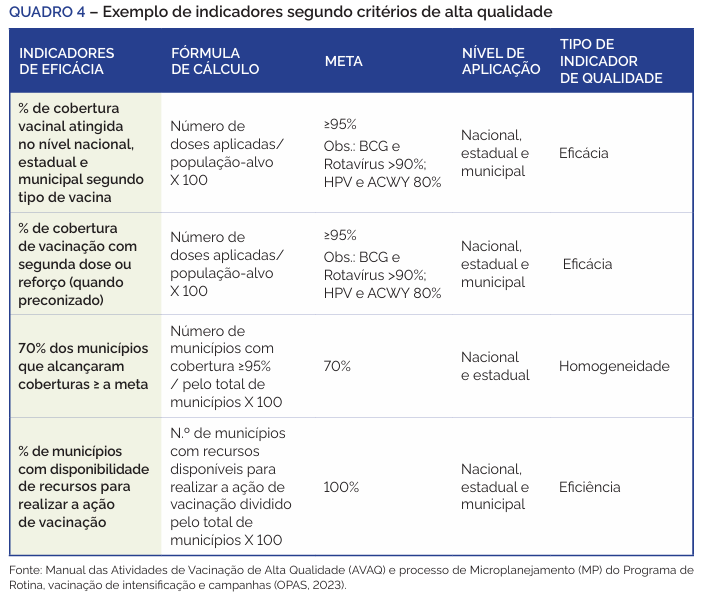 QUADRO 4 – Exemplo de indicadores segundo critérios de alta qualidade
INDICADORES
DE EFICÁCIA
FÓRMULA
DE CÁLCULO
META
NÍVEL DE
APLICAÇÃO
TIPO DE
INDICADOR
DE QUALIDADE
% de cobertura
vacinal atingida
no nível nacional,
estadual e
municipal segundo
tipo de vacina
Número de
doses aplicadas/
população-alvo
X 100
≥95%
Obs.: BCG e
Rotavírus >90%;
HPV e ACWY 80%
Nacional,
estadual e
municipal
Eficácia
% de cobertura
de vacinação com
segunda dose ou
reforço (quando
preconizado)
Número de
doses aplicadas/
população-alvo
X 100
≥95%
Obs.: BCG e
Rotavírus >90%;
HPV e ACWY 80%
Nacional,
estadual e
municipal
Eficácia
70% dos municípios
que alcançaram
coberturas ≥ a meta
Número de
municípios com
cobertura ≥95%
/ pelo total de
municípios X 100
70%
Nacional
e estadual
Homogeneidade
% de municípios
com disponibilidade
de recursos para
realizar a ação
de vacinação
N.º de municípios
com recursos
disponíveis para
realizar a ação de
vacinação dividido
pelo total de
municípios X 100
100%
Nacional,
estadual e
municipal
Eficiência
Fonte: Manual das Atividades de Vacinação de Alta Qualidade (AVAQ) e processo de Microplanejamento (MP) do Programa de
Rotina, vacinação de intensificação e campanhas (OPAS, 2023).